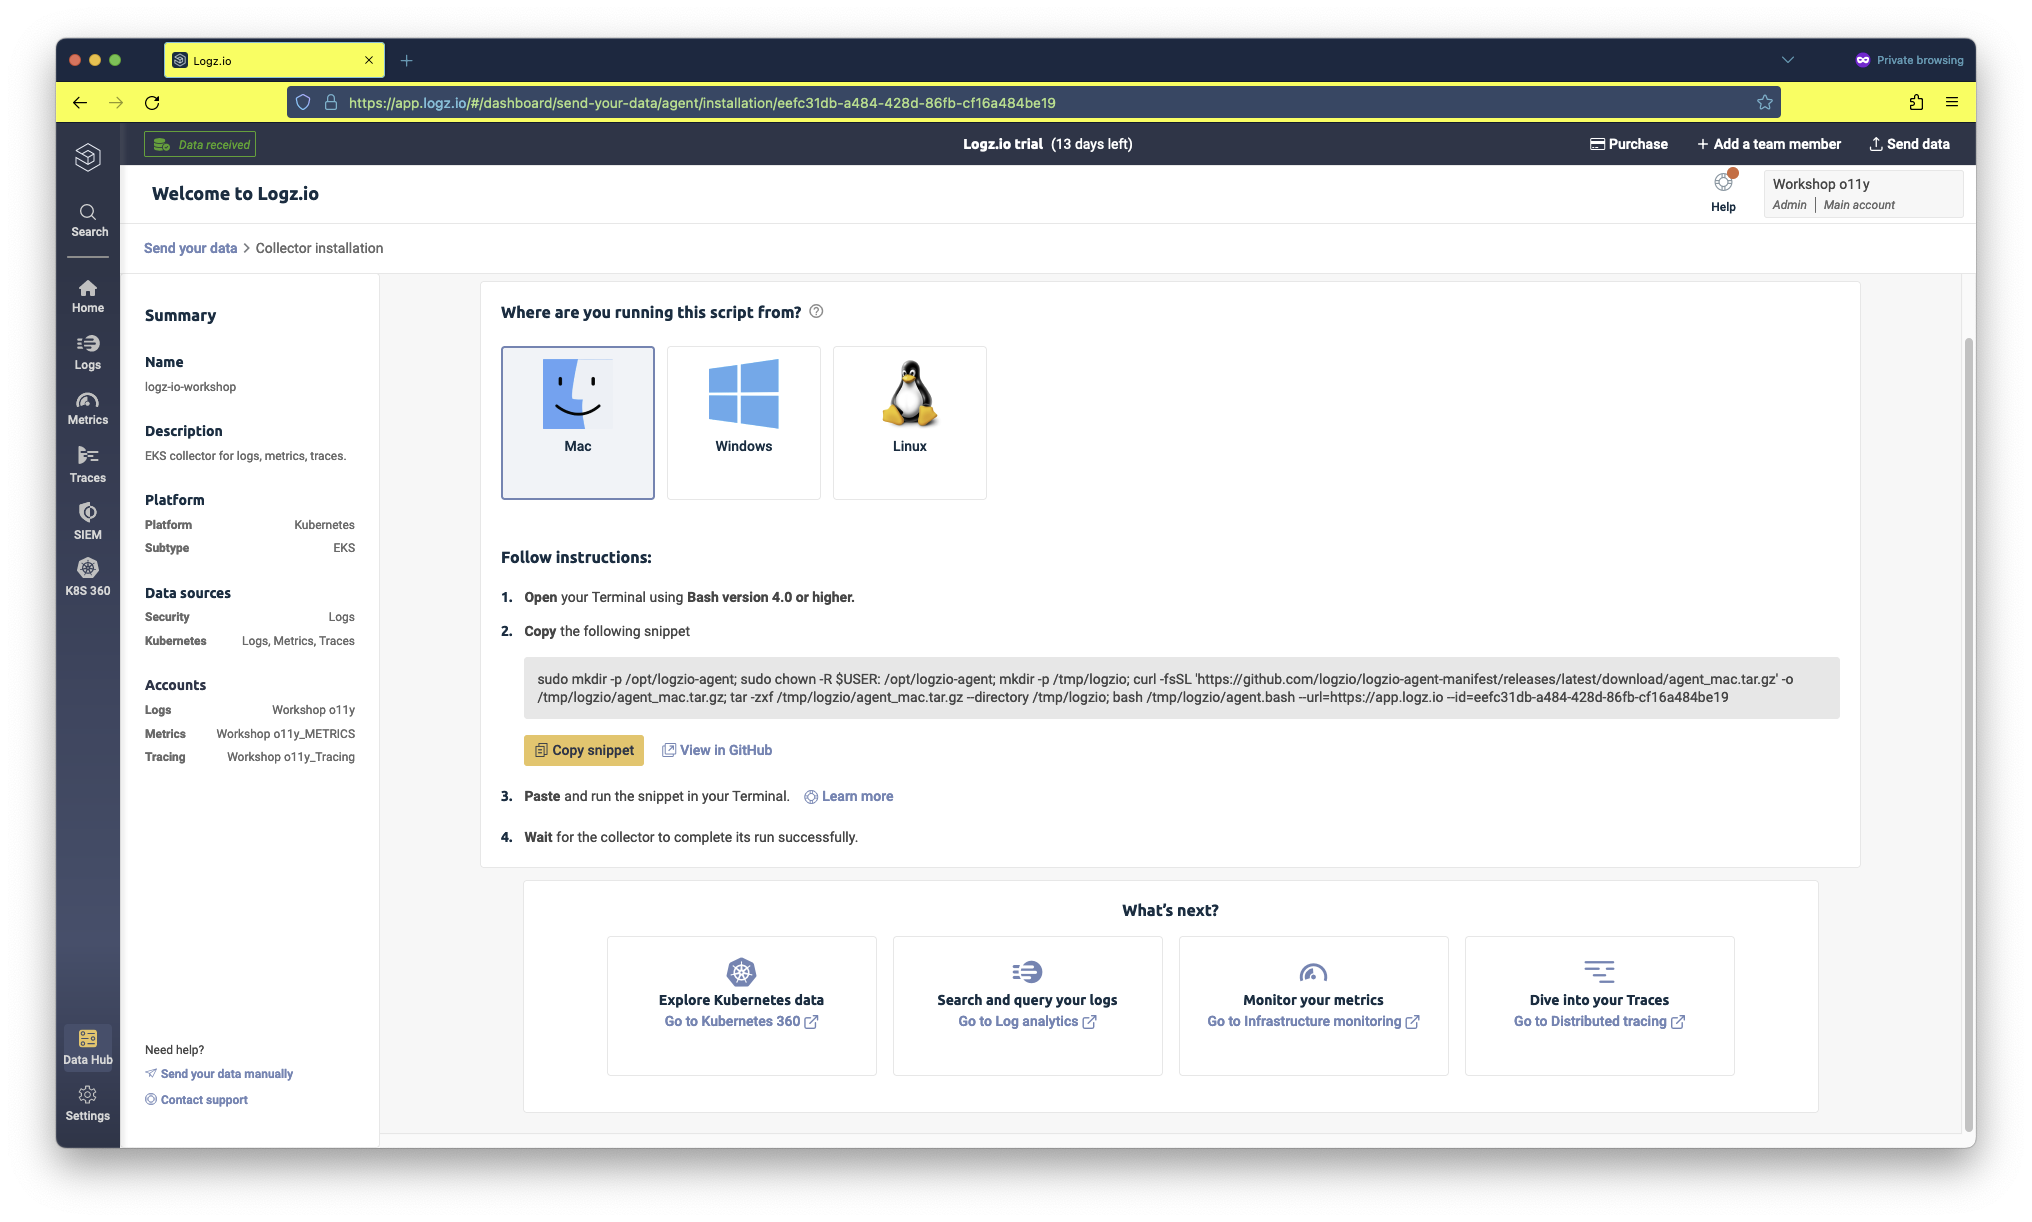 Logz.io
Private browsing
https://app.logz.io/#/dashboard/send-your-data/agent/installation/eefc31db-a484-428d-86fb-cf16a484be19
Data received
Logz.io trial (13 days left)
Purchase
+ Add a team member
Send data
Welcome to Logz.io
Help
Workshop o11y
Admin | Main account
Search
Home
Logs
Metrics
Traces
SIEM
K8S 360
Data Hub
Settings
Send your data > Collector installation
Summary
Name
logz-io-workshop
Description
EKS collector for logs, metrics, traces.
Platform
Platform Kubernetes
Subtype EKS
Data sources
Security Logs
Kubernetes Logs, Metrics, Traces
Accounts
Logs Workshop o11y
Metrics Workshop o11y_METRICS
Tracing Workshop o11y_Tracing
Need help?
Send your data manually
Contact support
Where are you running this script from? ?
Mac
Windows
Linux
Follow instructions:
1. Open your Terminal using Bash version 4.0 or higher.
2. Copy the following snippet
sudo mkdir -p /opt/logzio-agent; sudo chown -R $USER: /opt/logzio-agent; mkdir -p /tmp/logzio; curl -fsSL 'https://github.com/logzio/logzio-agent-manifest/releases/latest/download/agent_mac.tar.gz' -o
/tmp/logzio/agent_mac.tar.gz; tar -zxf /tmp/logzio/agent_mac.tar.gz --directory /tmp/logzio; bash /tmp/logzio/agent.bash --url=https://app.logz.io --id=eefc31db-a484-428d-86fb-cf16a484be19
Copy snippet
View in GitHub
3. Paste and run the snippet in your Terminal. Learn more
4. Wait for the collector to complete its run successfully.
What's next?
Explore Kubernetes data
Go to Kubernetes 360
Search and query your logs
Go to Log analytics
Monitor your metrics
Go to Infrastructure monitoring
Dive into your Traces
Go to Distributed tracing